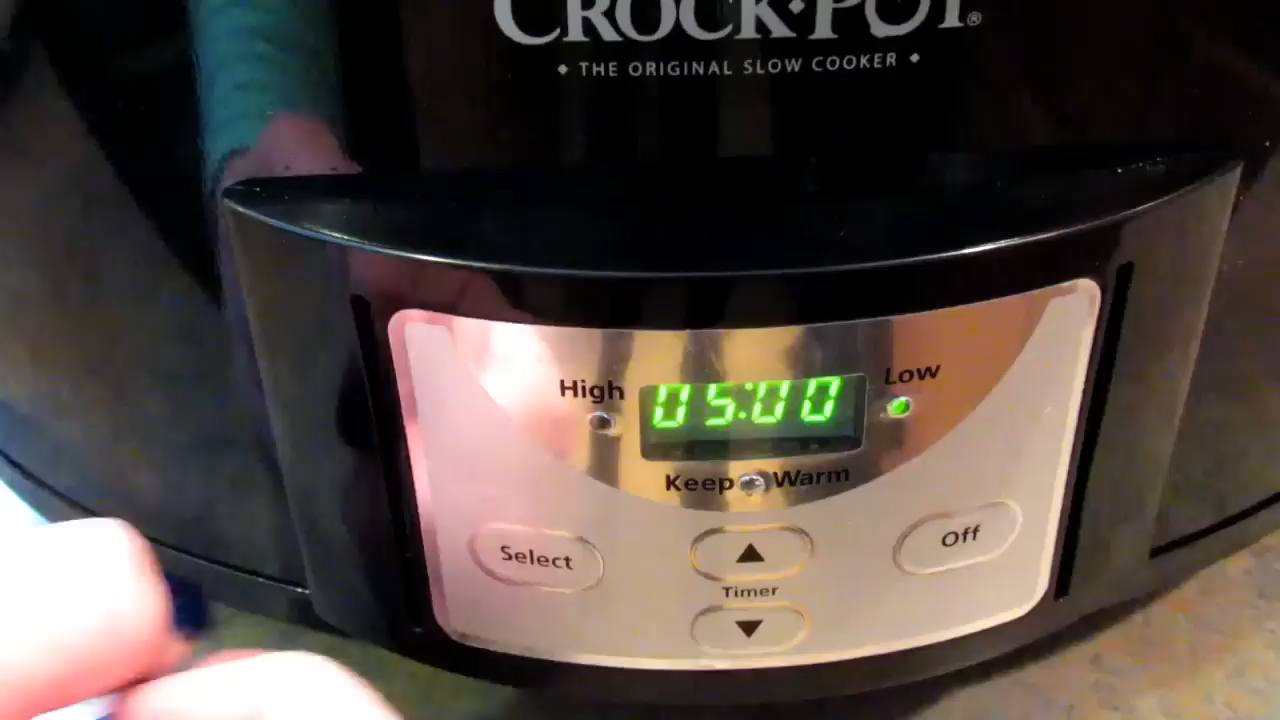 CROCK•POT®
◆ THE ORIGINAL SLOW COOKER ◆
High
05:00
Low
Keep Warm
Select
▲
Off
Timer
▼